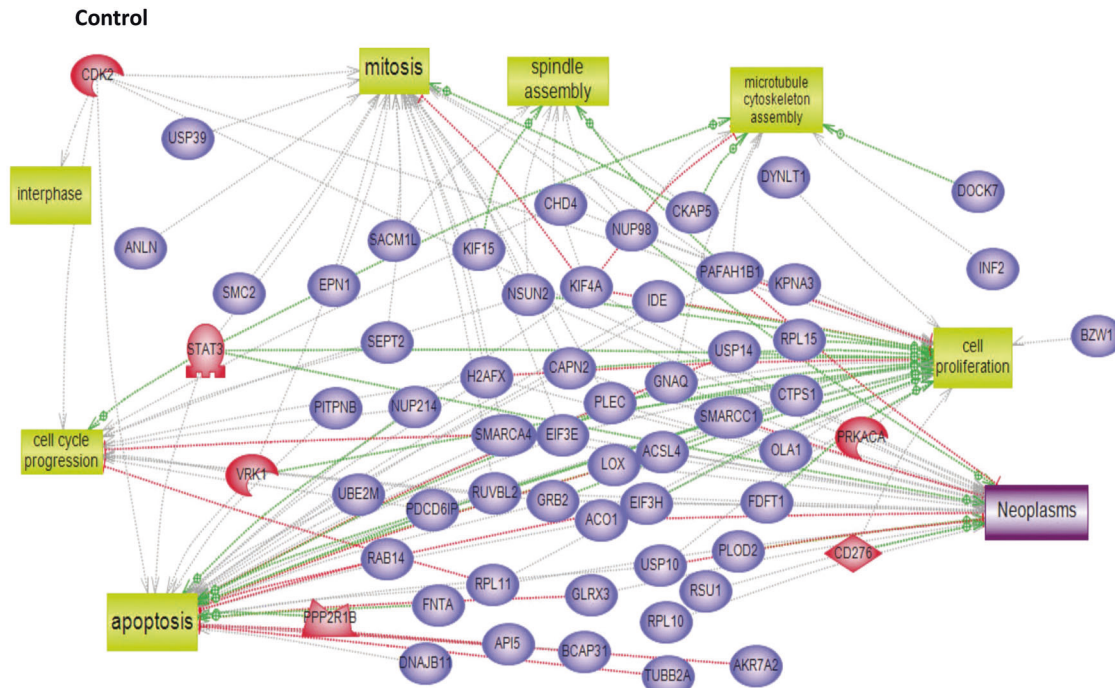 Control
CDK2
mitosis
spindle
assembly
microtubule
cytoskeleton
assembly
USP39
interphase
DYNLT1
DOCK7
CHD4
CKAP5
ANLN
SACM1L
KIF15
NUP98
INF2
SMC2
EPN1
NSUN2
KIF4A
IDE
PAFAH1B1
KPNA3
STAT3
SEPT2
USP14
RPL15
cell
proliferation
BZW1
H2AFX
CAPN2
GNAQ
CTPS1
PITPNB
NUP214
PLEC
SMARCC1
cell cycle
progression
SMARCA4
EIF3E
ACSL4
OLA1
PRKACA
VRK1
LOX
UBE2M
PDCD6IP
RUVBL2
GRB2
EIF3H
FDFT1
Neoplasms
ACO1
RAB14
PLOD2
CD276
USP10
RPL11
RSU1
apoptosis
PPP2R1B
FNTA
GLRX3
RPL10
API5
BCAP31
DNAJB11
TUBB2A
AKR7A2